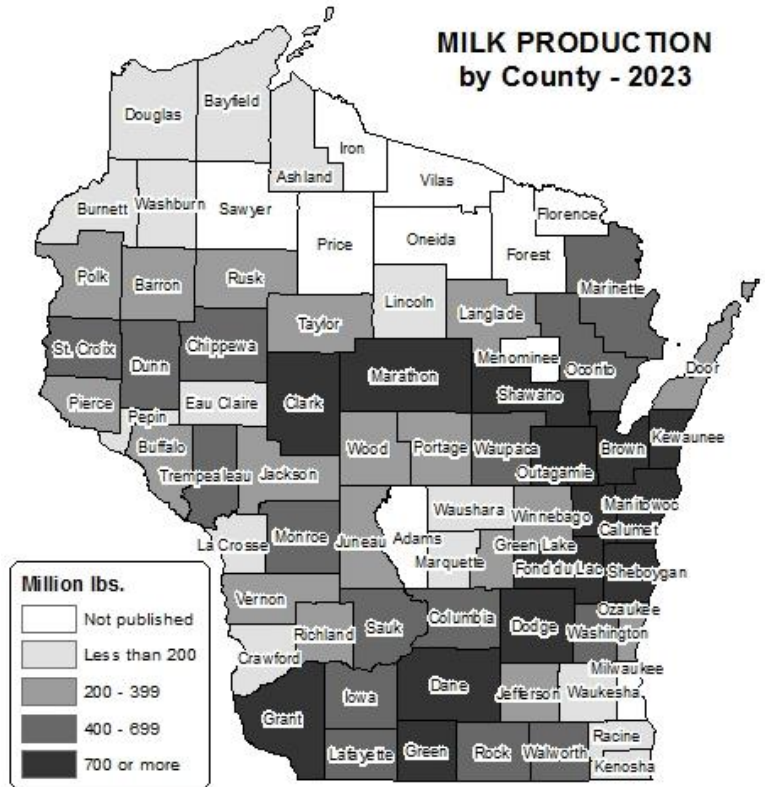 MILK PRODUCTION
by County - 2023
Douglas
Bayfield
Iron
Ashland
Vilas
Burnett
Washburn
Sawyer
Florence
Price
Oneida
Forest
Polk
Barron
Rusk
Marinette
Lincoln
Langlade
Taylor
St. Croix
Dunn
Chippewa
Menominee
Oconto
Door
Marathon
Shawano
Pierce
Eau Claire
Clark
Pepin
Kewaunee
Buffalo
Wood
Portage
Waupaca
Brown
Trempealeau
Jackson
Outagamie
Manitowoc
Waushara
Winnebago
Calumet
La Crosse
Monroe
Juneau
Adams
Marquette
Green Lake
Fond du Lac
Sheboygan
Vernon
Richland
Sauk
Columbia
Dodge
Ozaukee
Washington
Crawford
Milwaukee
Iowa
Dane
Jefferson
Waukesha
Grant
Lafayette
Green
Rock
Walworth
Racine
Kenosha
Million lbs.
Not published
Less than 200
200 - 399
400 - 699
700 or more